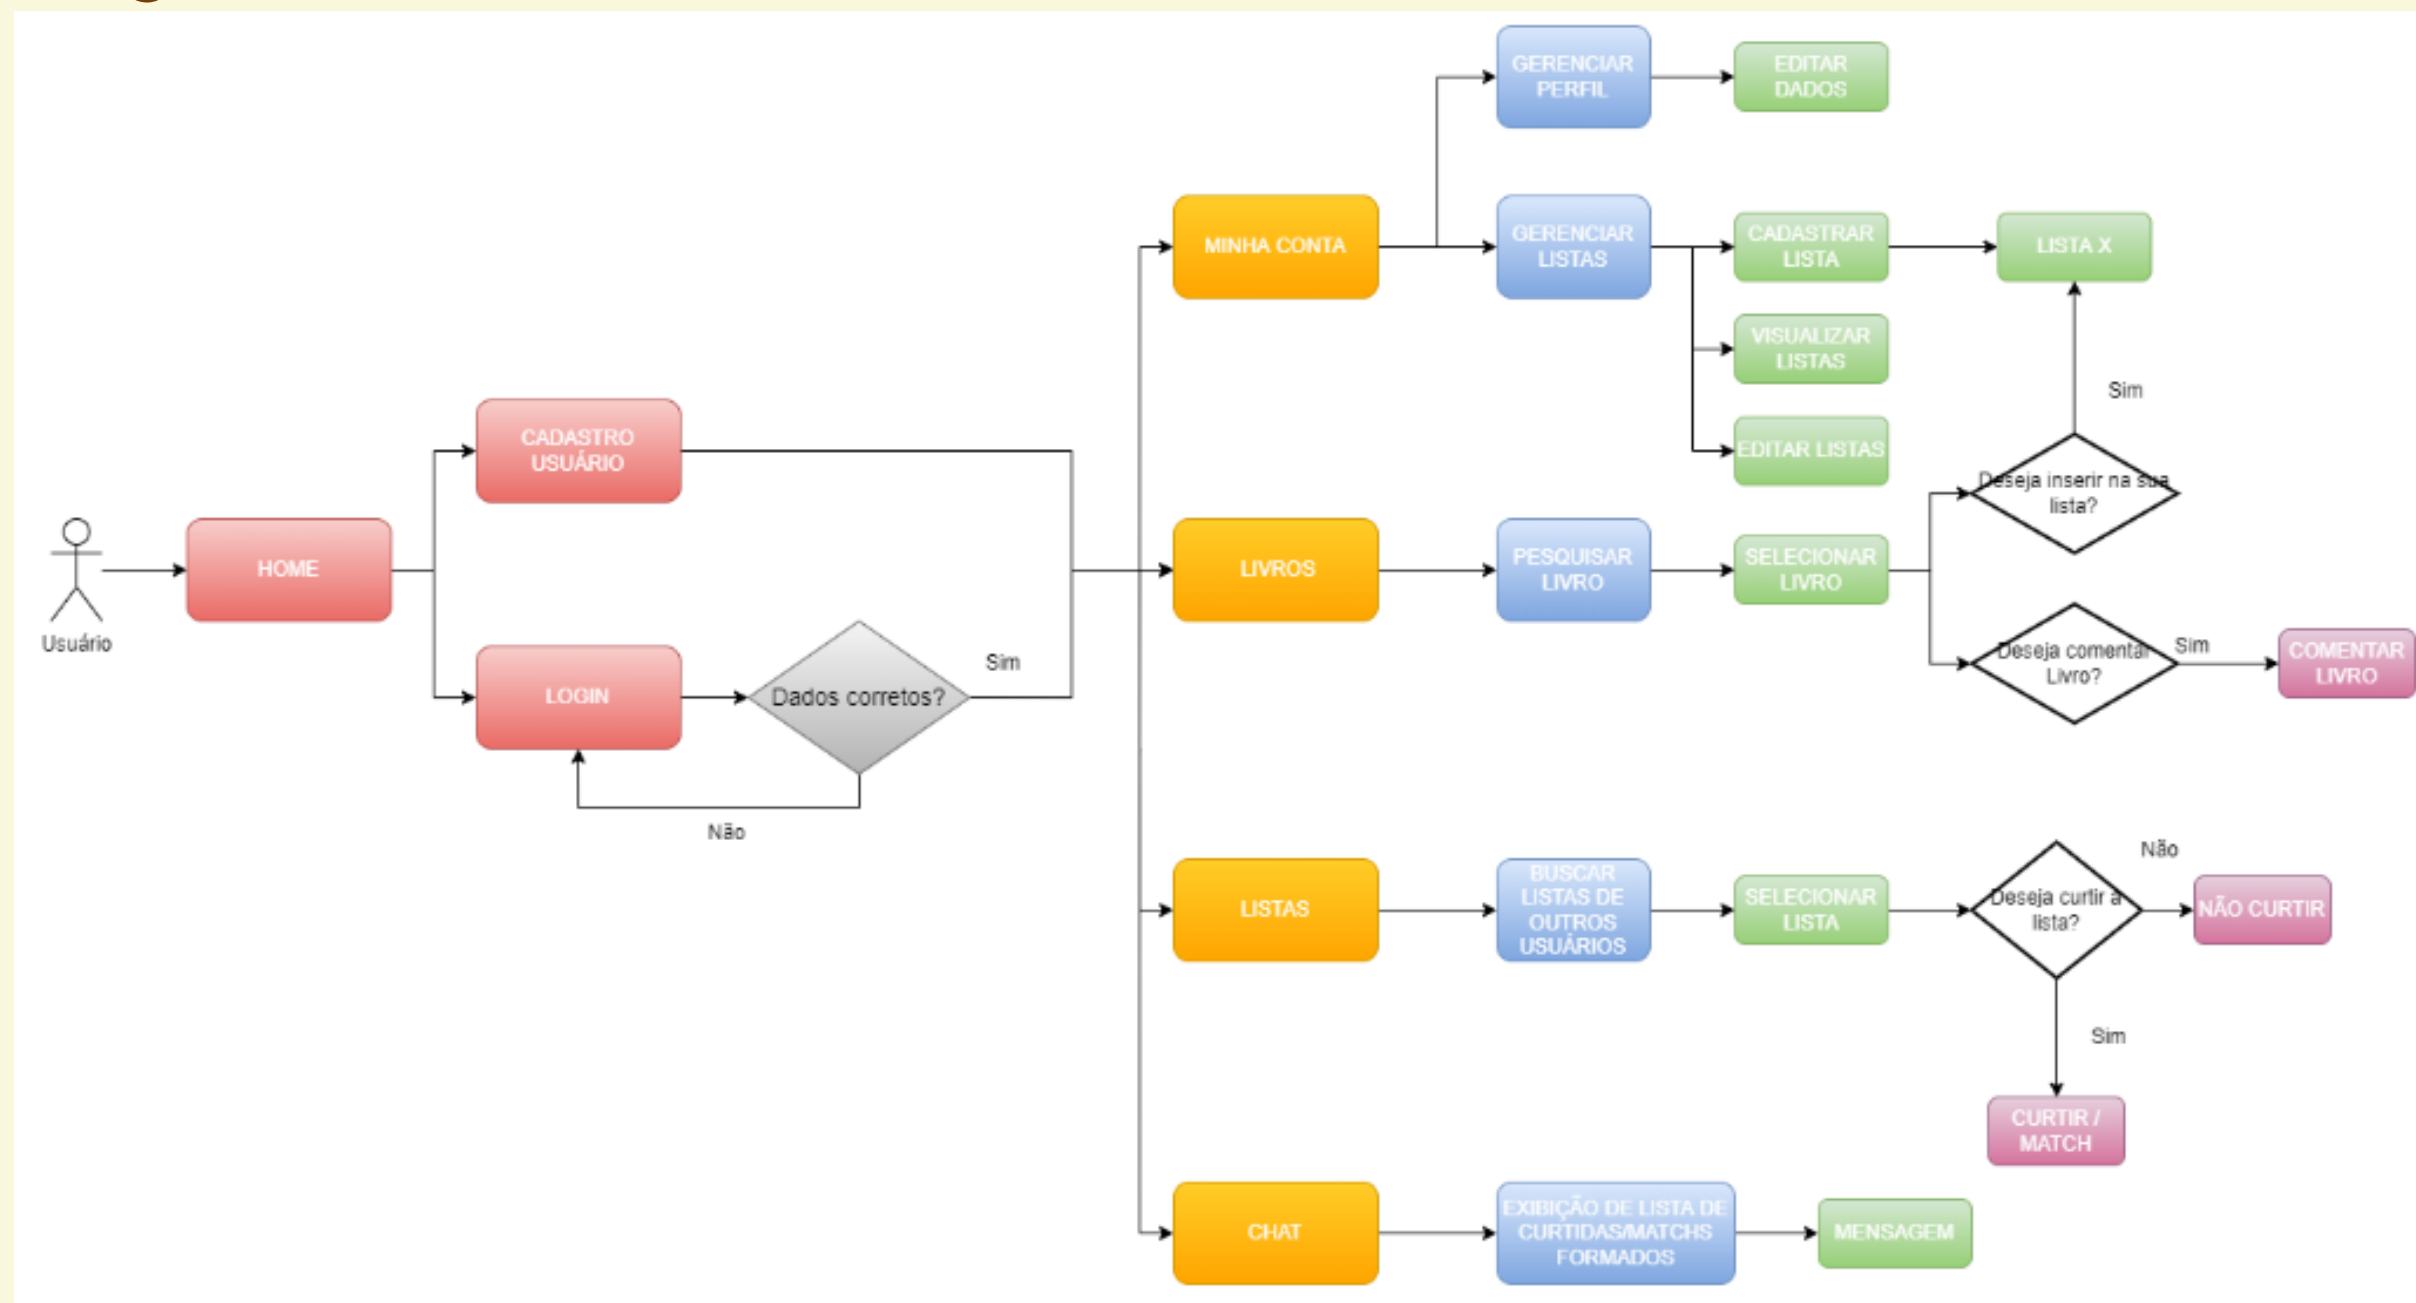 GERENCIAR
PERFIL
EDITAR
DADOS
MINHA CONTA
GERENCIAR
LISTAS
CADASTRAR
LISTA
LISTA X
VISUALIZAR
LISTAS
Sim
EDITAR LISTAS
CADASTRO
USUÁRIO
Deseja inserir na sua
lista?
Usuário
HOME
LIVROS
PESQUISAR
LIVRO
SELECIONAR
LIVRO
LOGIN
Dados corretos?
Sim
Não
Deseja comentar
Livro?
Sim
COMENTAR
LIVRO
LISTAS
BUSCAR
LISTAS DE
OUTROS
USUÁRIOS
SELECIONAR
LISTA
Deseja curtir a
lista?
Não
NÃO CURTIR
Sim
CURTIR /
MATCH
CHAT
EXIBIÇÃO DE LISTA DE
CURTIDAS/MATCHS
FORMADOS
MENSAGEM